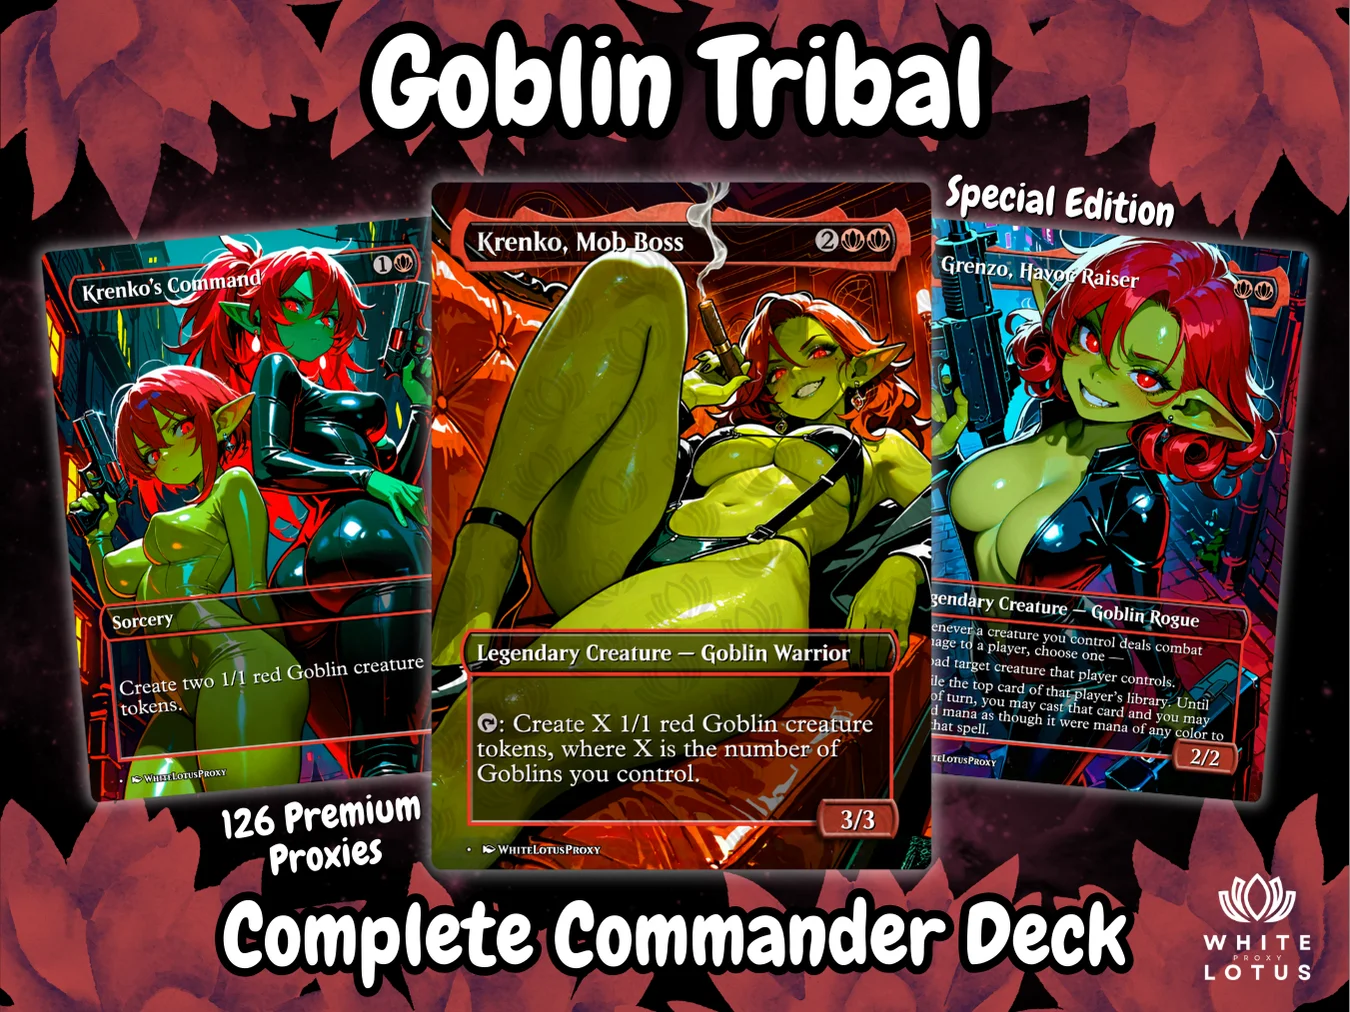 Goblin Tribal
Special Edition
Krenko's Command
1
Sorcery
Create two 1/1 red Goblin creature
tokens.
WhiteLotusProxy
Krenko, Mob Boss
2
Legendary Creature — Goblin Warrior
: Create X 1/1 red Goblin creature
tokens, where X is the number of
Goblins you control.
3/3
WhiteLotusProxy
Grenzo, Havoc Raiser
gendary Creature — Goblin Rogue
enever a creature you control deals combat
age to a player, choose one —
oad target creature that player controls.
ile the top card of that player's library. Until
of turn, you may cast that card and you may
d mana as though it were mana of any color to
that spell.
2/2
teLotusProxy
126 Premium
Proxies
Complete Commander Deck
WHITE
PROXY
LOTUS